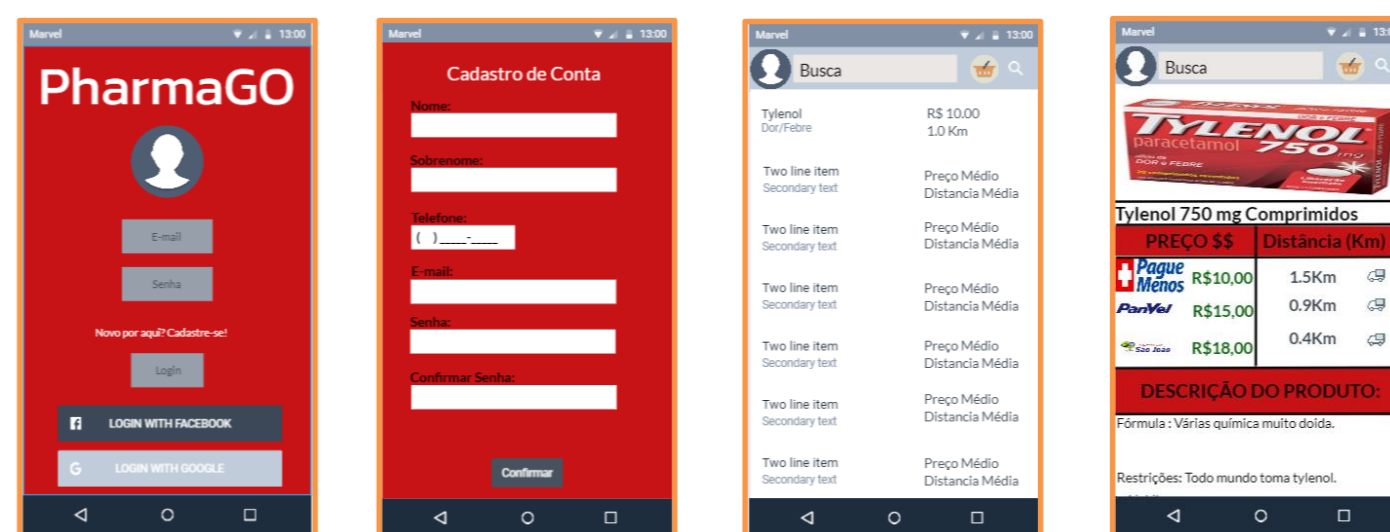 Marvel 13:00
PharmaGO
E-mail
Senha
Novo por aqui? Cadastre-se!
Login
LOGIN WITH FACEBOOK
G LOGIN WITH GOOGLE
Marvel 13:00
Cadastro de Conta
Nome:
Sobrenome:
Telefone:
( )_____-_____
E-mail:
Senha:
Confirmar Senha:
Confirmar
Marvel 13:00
Busca
Tylenol R$ 10.00
Dor/Febre 1.0 Km
Two line item Preço Médio
Secondary text Distancia Média
Two line item Preço Médio
Secondary text Distancia Média
Two line item Preço Médio
Secondary text Distancia Média
Two line item Preço Médio
Secondary text Distancia Média
Two line item Preço Médio
Secondary text Distancia Média
Two line item Preço Médio
Secondary text Distancia Média
Marvel
Busca
TYLENOL
paracetamol 750 mg
DOR e FEBRE
Tylenol 750 mg Comprimidos
PREÇO $$ Distância (Km)
Pague Menos R$10,00 1.5Km
PanVel R$15,00 0.9Km
São João R$18,00 0.4Km
DESCRIÇÃO DO PRODUTO:
Fórmula : Várias química muito doida.
Restrições: Todo mundo toma tylenol.